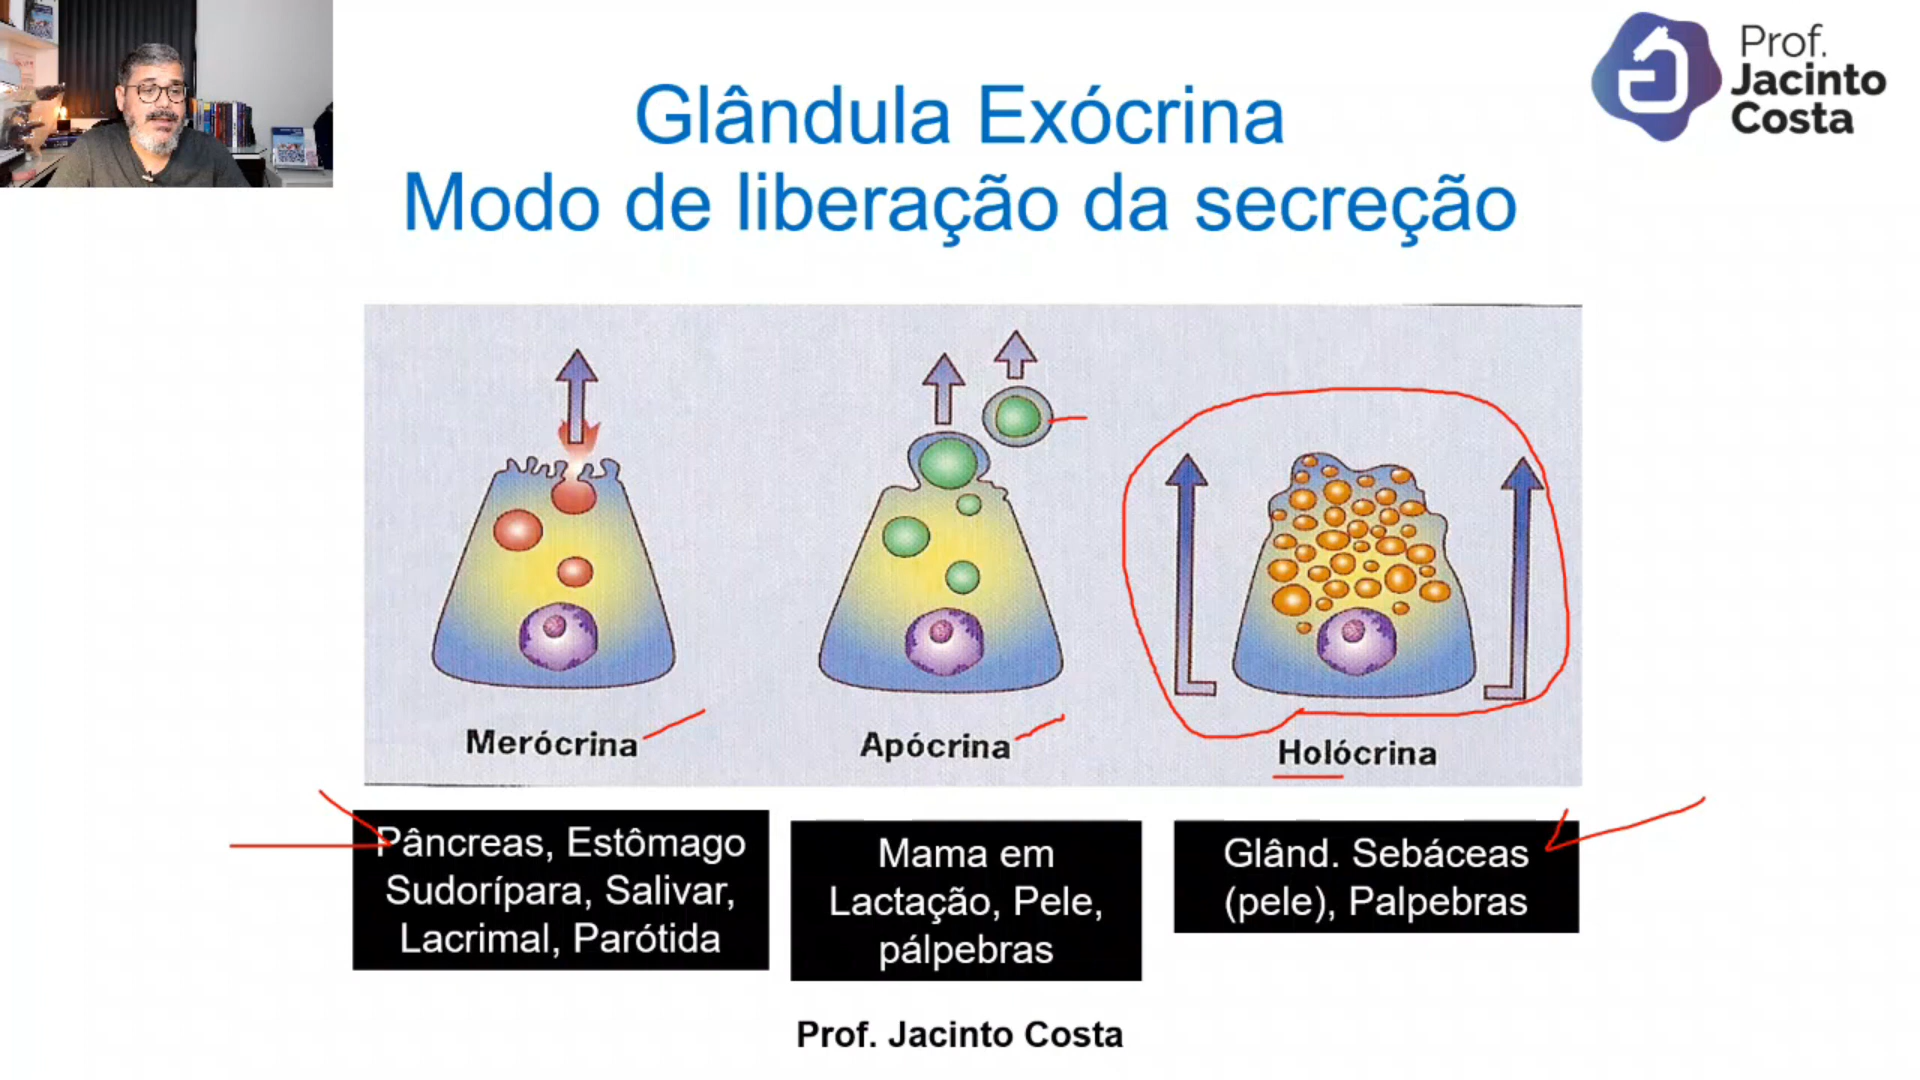 Prof.
Jacinto
Costa
Glândula Exócrina
Modo de liberação da secreção
Merócrina
Apócrina
Holócrina
Pâncreas, Estômago
Sudorípara, Salivar,
Lacrimal, Parótida
Mama em
Lactação, Pele,
pálpebras
Glând. Sebáceas
(pele), Palpebras
Prof. Jacinto Costa